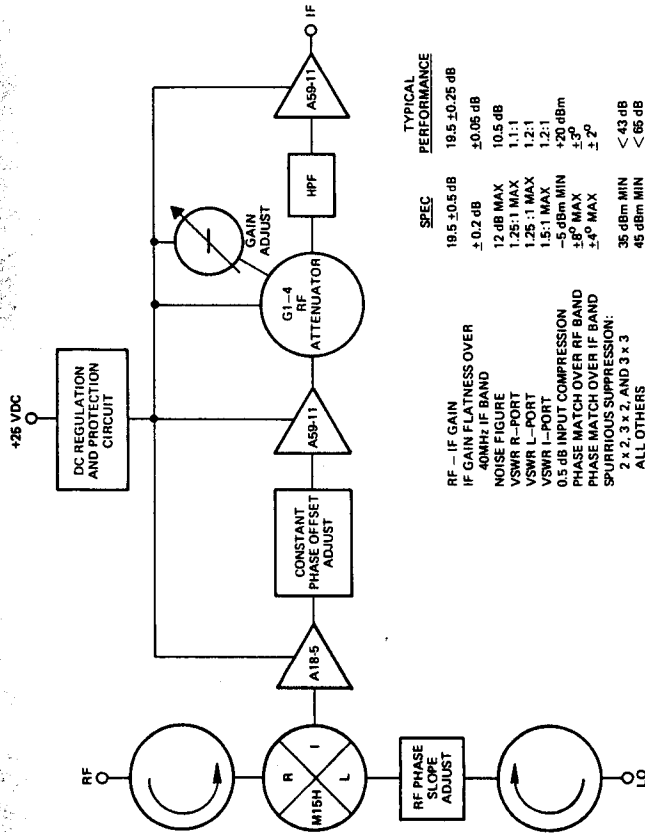 +25 VDC
DC REGULATION
AND PROTECTION
CIRCUIT
RF
R
I
L
M15H
A18-5
CONSTANT
PHASE OFFSET
ADJUST
A59-11
G1-4
RF
ATTENUATOR
GAIN
ADJUST
HPF
A59-11
IF
RF PHASE
SLOPE
ADJUST
LO
SPEC TYPICAL
PERFORMANCE
RF – IF GAIN 19.5 ±0.5 dB 19.5 ±0.25 dB
IF GAIN FLATNESS OVER
40MHz IF BAND ± 0.2 dB ±0.05 dB
NOISE FIGURE 12 dB MAX 10.5 dB
VSWR R–PORT 1.25:1 MAX 1.1:1
VSWR L–PORT 1.25 :1 MAX 1.2:1
VSWR I–PORT 1.5:1 MAX 1.2:1
0.5 dB INPUT COMPRESSION –5 dBm MIN +20 dBm
PHASE MATCH OVER RF BAND ±8⁰ MAX ±3⁰
PHASE MATCH OVER IF BAND ±4⁰ MAX ± 2⁰
SPURRIOUS SUPPRESSION:
2 x 2, 3 x 2, AND 3 x 3 35 dBm MIN < 43 dB
ALL OTHERS 45 dBm MIN < 65 dB